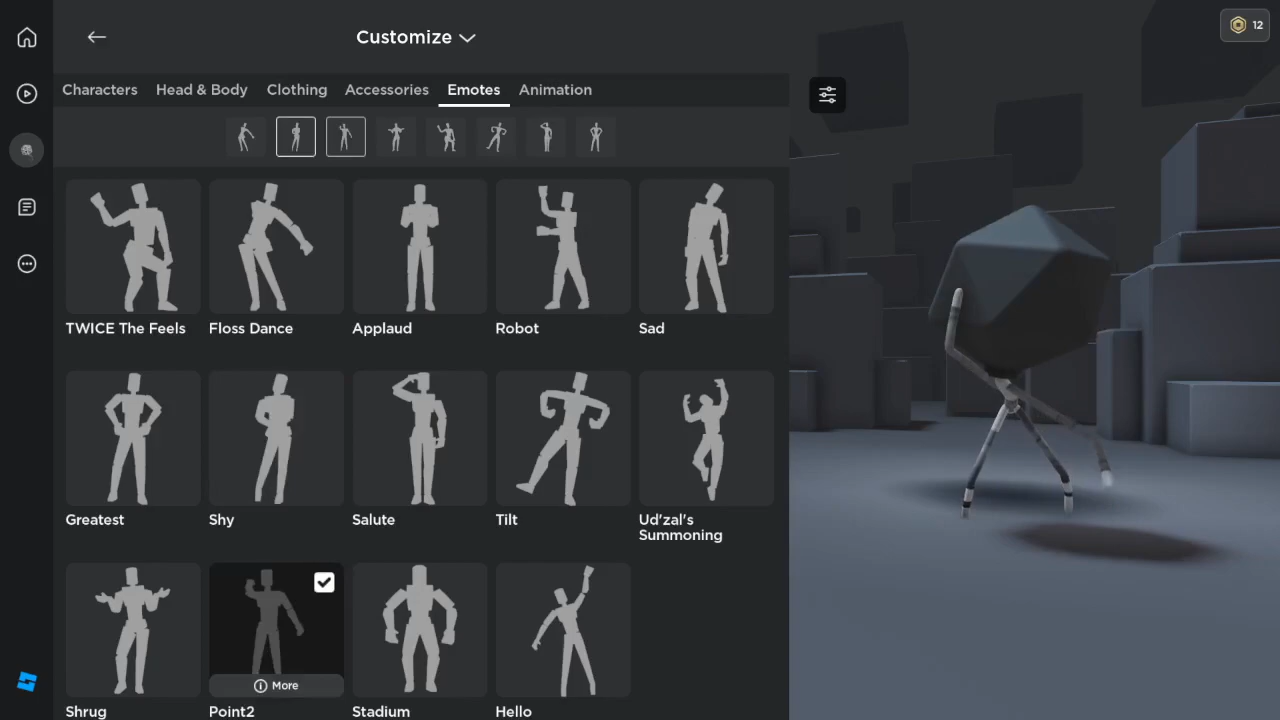 Customize
12
Characters
Head & Body
Clothing
Accessories
Emotes
Animation
TWICE The Feels
Floss Dance
Applaud
Robot
Sad
Greatest
Shy
Salute
Tilt
Ud'zal's
Summoning
More
Shrug
Point2
Stadium
Hello